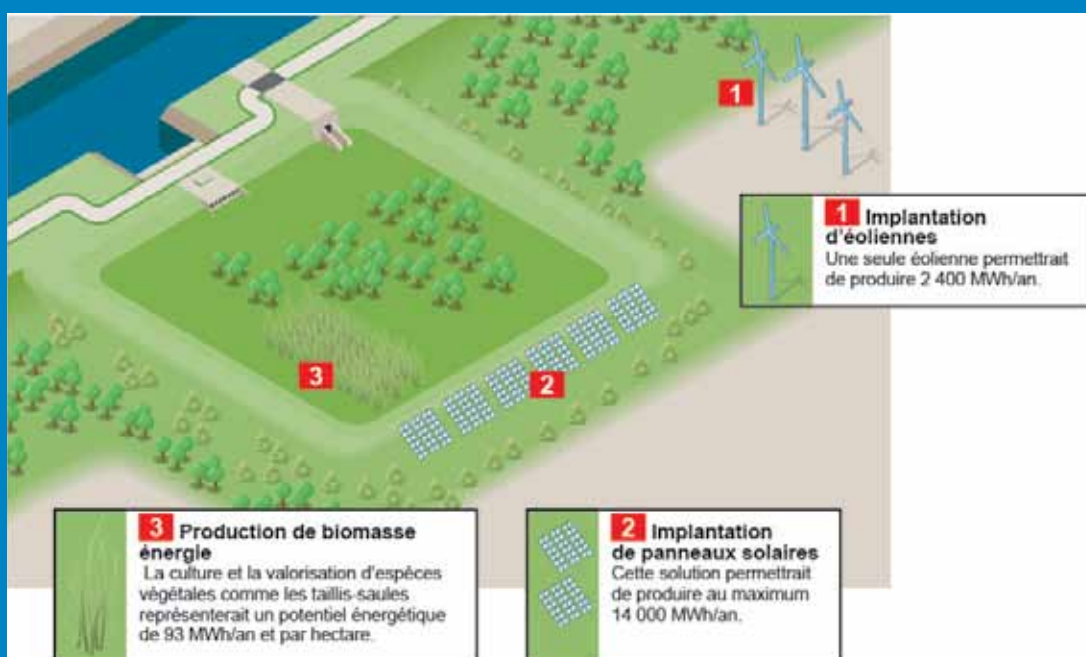 1
1 Implantation
d'éoliennes
Une seule éolienne permettrait
de produire 2 400 MWh/an.
3
2
3 Production de biomasse
énergie
La culture et la valorisation d'espèces
végétales comme les taillis-saules
représenterait un potentiel énergétique
de 93 MWh/an et par hectare.
2 Implantation
de panneaux solaires
Cette solution permettrait
de produire au maximum
14 000 MWh/an.